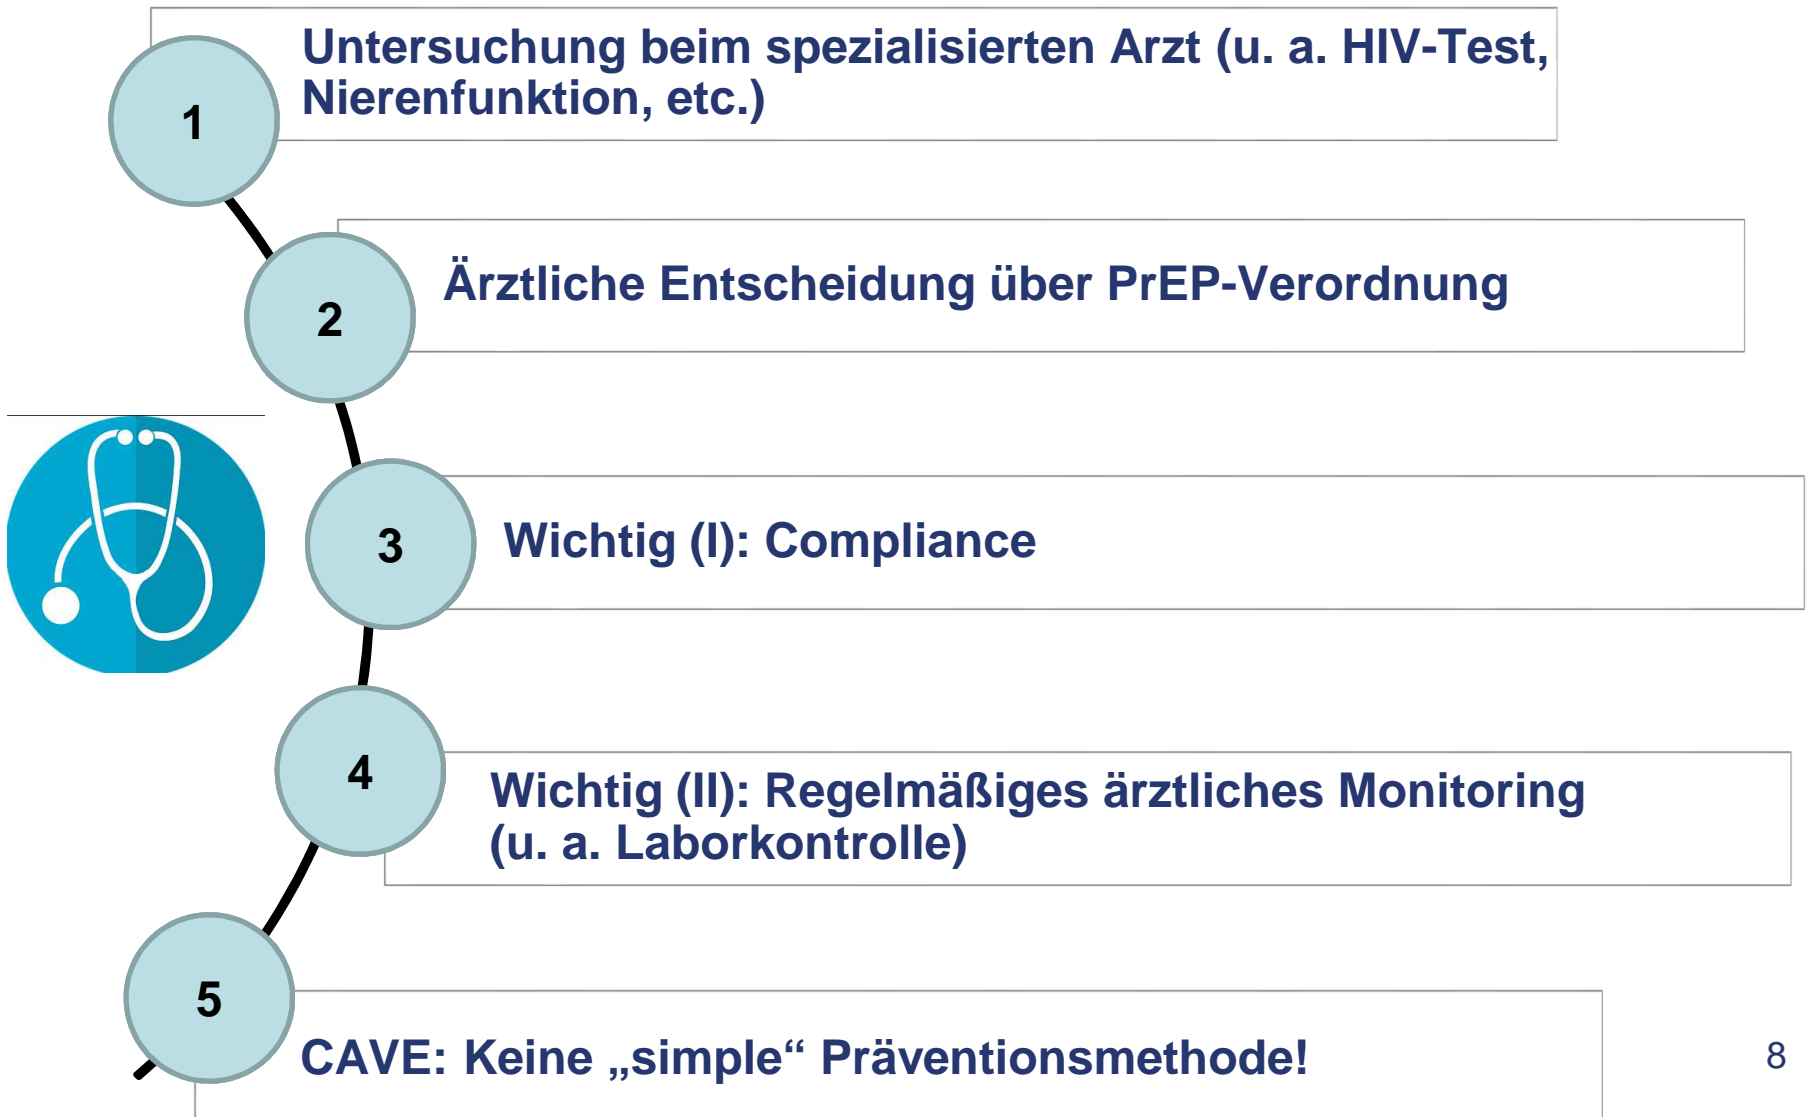 1
Untersuchung beim spezialisierten Arzt (u. a. HIV-Test,
Nierenfunktion, etc.)
2
Ärztliche Entscheidung über PrEP-Verordnung
3
Wichtig (I): Compliance
4
Wichtig (II): Regelmäßiges ärztliches Monitoring
(u. a. Laborkontrolle)
5
CAVE: Keine „simple“ Präventionsmethode!
8